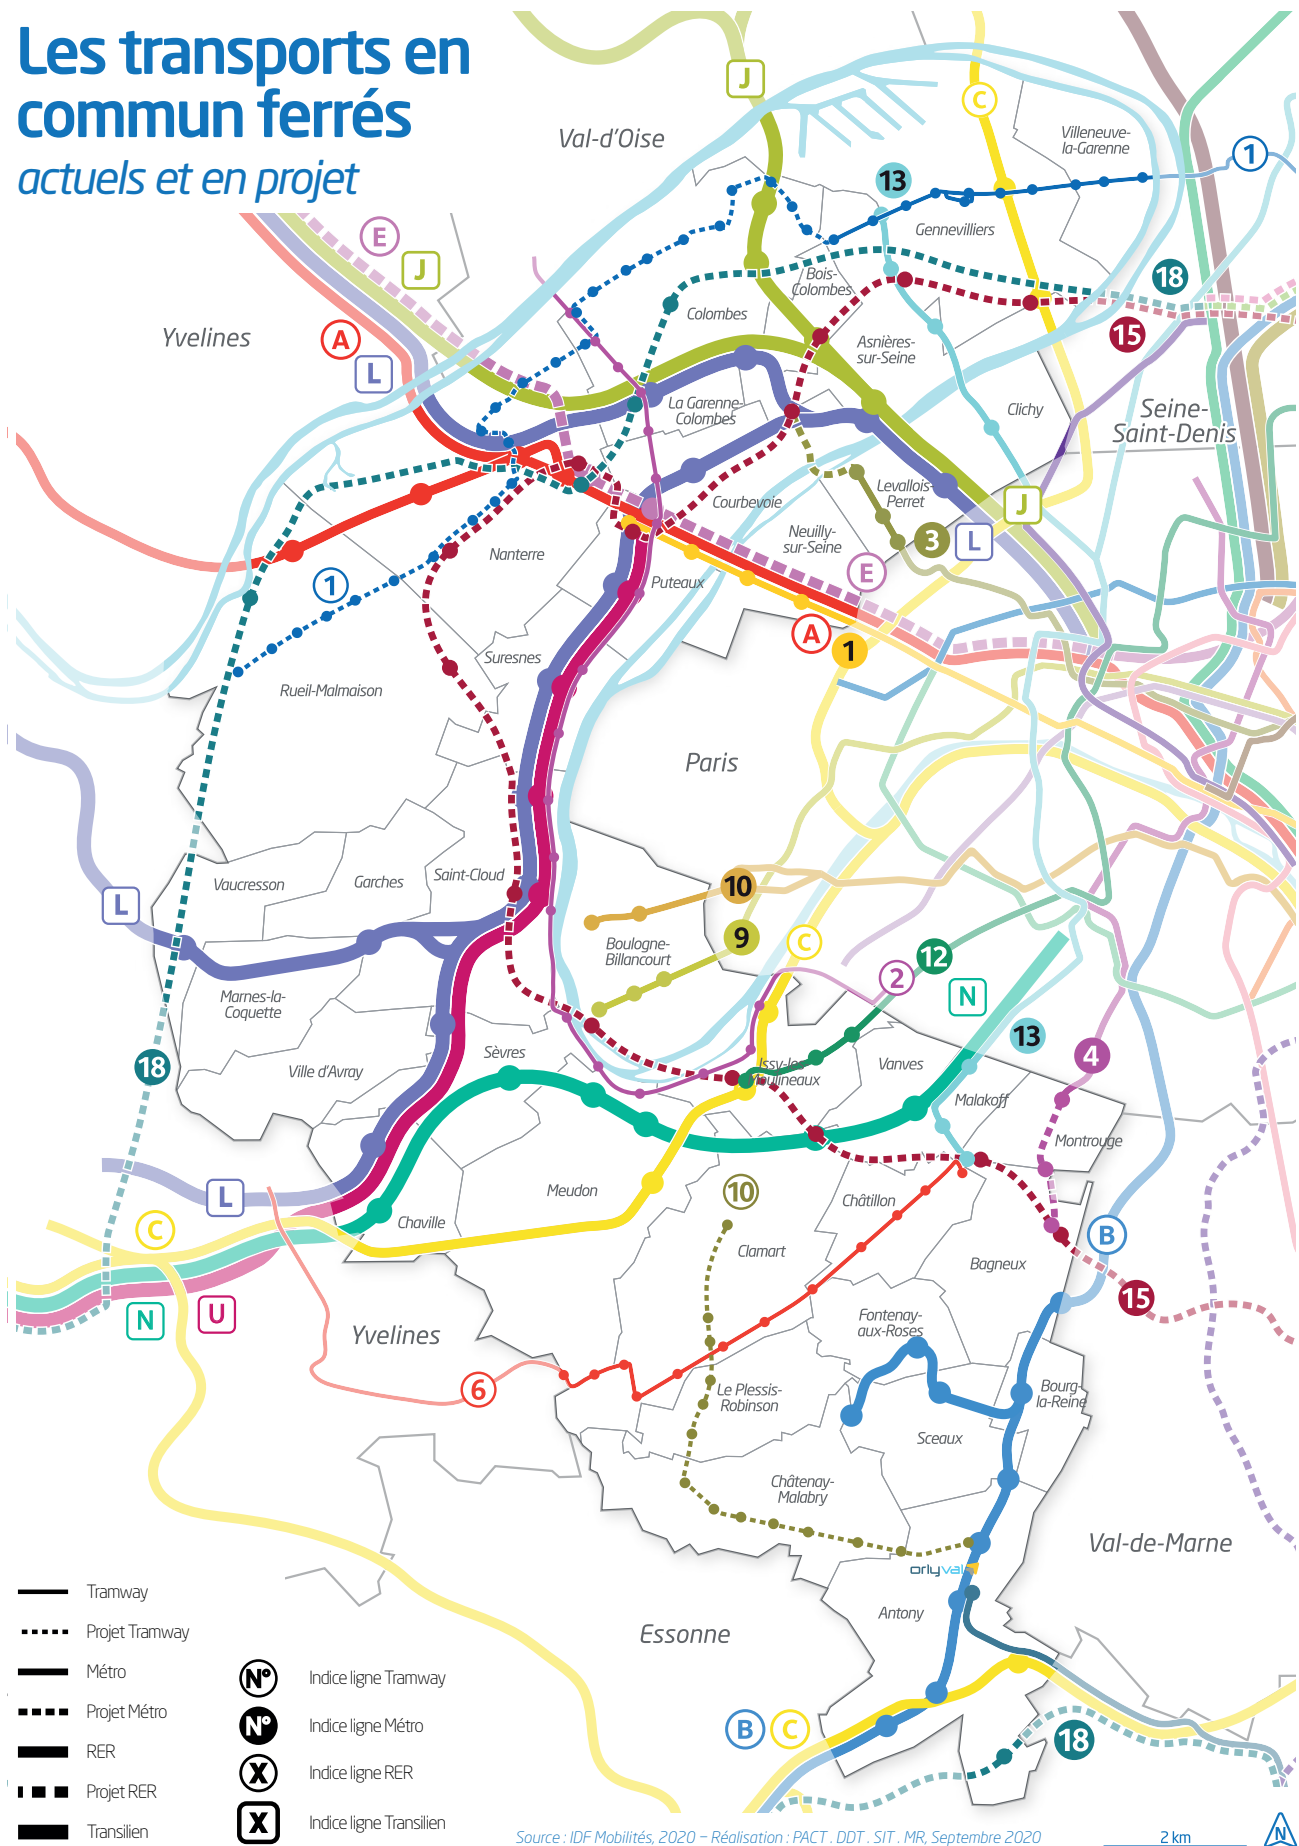 Les transports en
commun ferrés
actuels et en projet
J
C
Val-d'Oise
Villeneuve-
la-Garenne
1
13
E
J
Gennevilliers
18
Bois-
Colombes
Colombes
Yvelines
A
L
15
Asnières-
sur-Seine
La Garenne-
Colombes
Clichy
Seine-
Saint-Denis
Levallois-
Perret
Courbevoie
J
Neuilly-
sur-Seine
3
L
Nanterre
E
1
Puteaux
A
1
Suresnes
Rueil-Malmaison
Paris
Vaucresson
Garches
Saint-Cloud
10
L
9
Boulogne-
Billancourt
C
12
2
N
Marnes-la-
Coquette
13
18
Sèvres
4
Ville d'Avray
Issy-les-
Moulineaux
Vanves
Malakoff
Montrouge
L
Meudon
10
Châtillon
C
Chaville
Clamart
B
Bagneux
N
U
15
Yvelines
Fontenay-
aux-Roses
6
Le Plessis-
Robinson
Bourg-
la-Reine
Sceaux
Châtenay-
Malabry
Val-de-Marne
orlyval
Antony
Essonne
B
C
18
Tramway
Projet Tramway
Métro
Projet Métro
RER
Projet RER
Transilien
N° Indice ligne Tramway
N° Indice ligne Métro
X Indice ligne RER
X Indice ligne Transilien
Source : IDF Mobilités, 2020 – Réalisation : PACT . DDT . SIT . MR, Septembre 2020
2 km
N